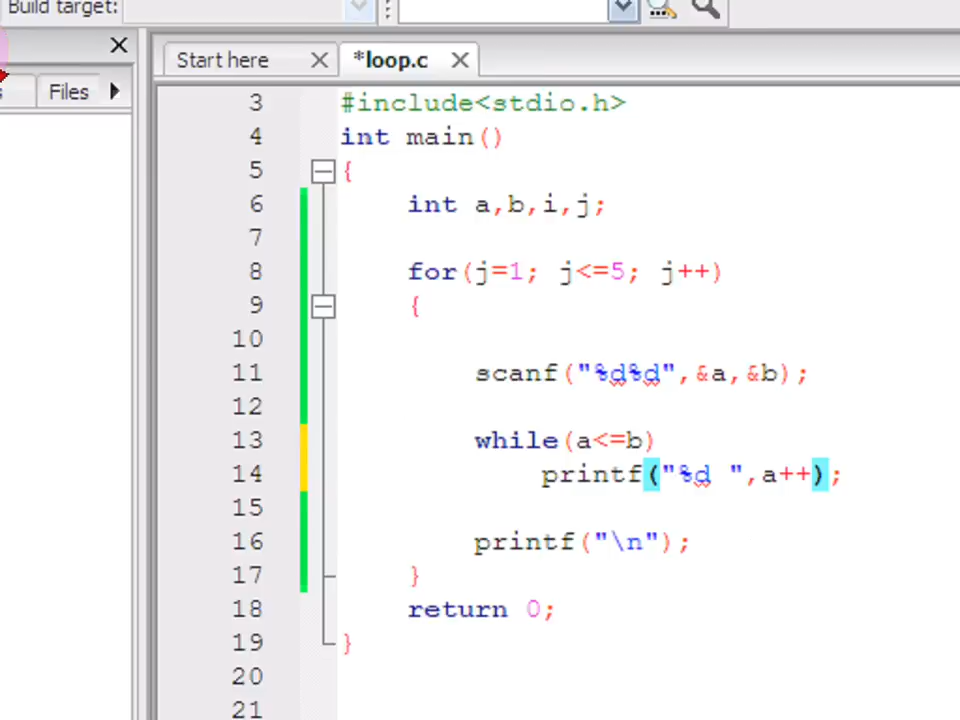 Build target:
Start here
*loop.c
Files
3 #include<stdio.h>
4 int main()
5 {
6 int a,b,i,j;
7
8 for(j=1; j<=5; j++)
9 {
10
11 scanf("%d%d",&a,&b);
12
13 while(a<=b)
14 printf("%d ",a++);
15
16 printf("\n");
17 }
18 return 0;
19 }
20
21